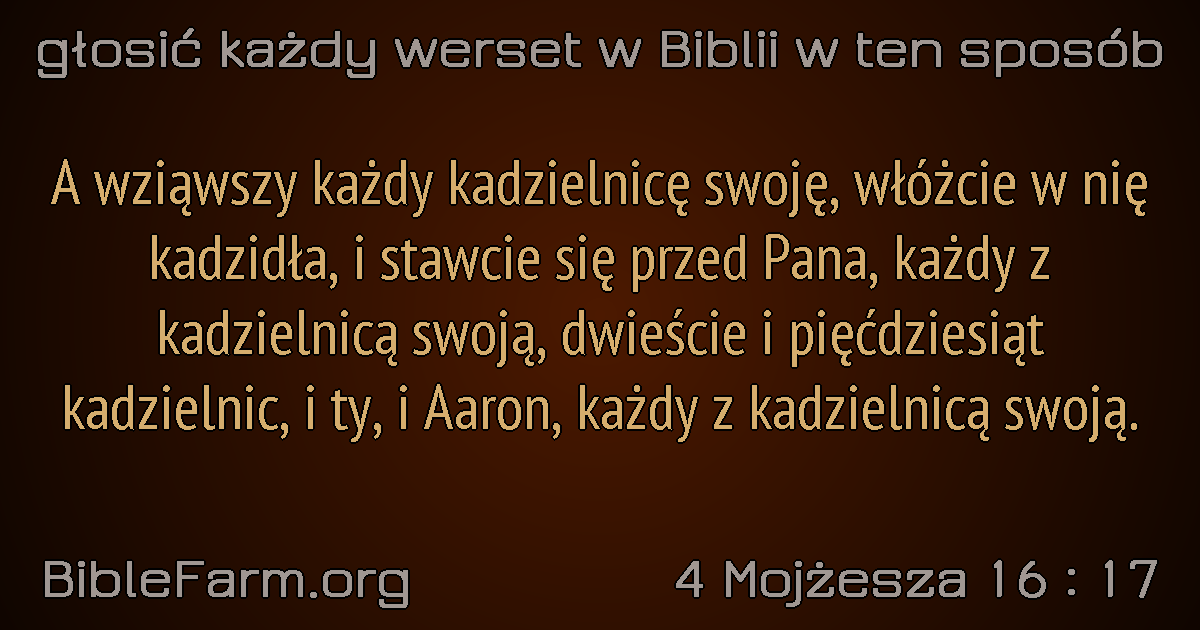 głosić każdy werset w Biblii w ten sposób
A wziąwszy każdy kadzielnicę swoję, włóżcie w nię
kadzidła, i stawcie się przed Pana, każdy z
kadzielnicą swoją, dwieście i pięćdziesiąt
kadzielnic, i ty, i Aaron, każdy z kadzielnicą swoją.
BibleFarm.org
4 Mojżesza 16 : 17